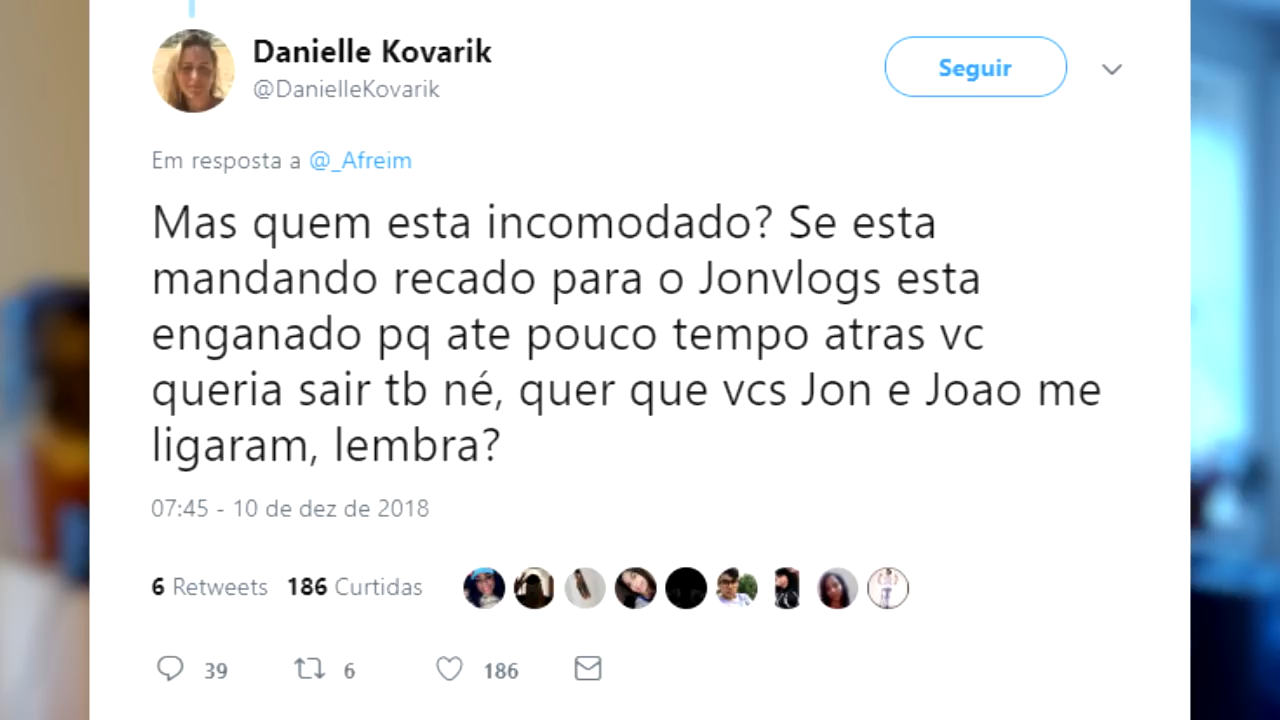 Danielle Kovarik
@DanielleKovarik
Seguir
Em resposta a @_Afreim
Mas quem esta incomodado? Se esta
mandando recado para o Jonvlogs esta
enganado pq ate pouco tempo atras vc
queria sair tb né, quer que vcs Jon e Joao me
ligaram, lembra?
07:45 - 10 de dez de 2018
6 Retweets 186 Curtidas
39 6 186